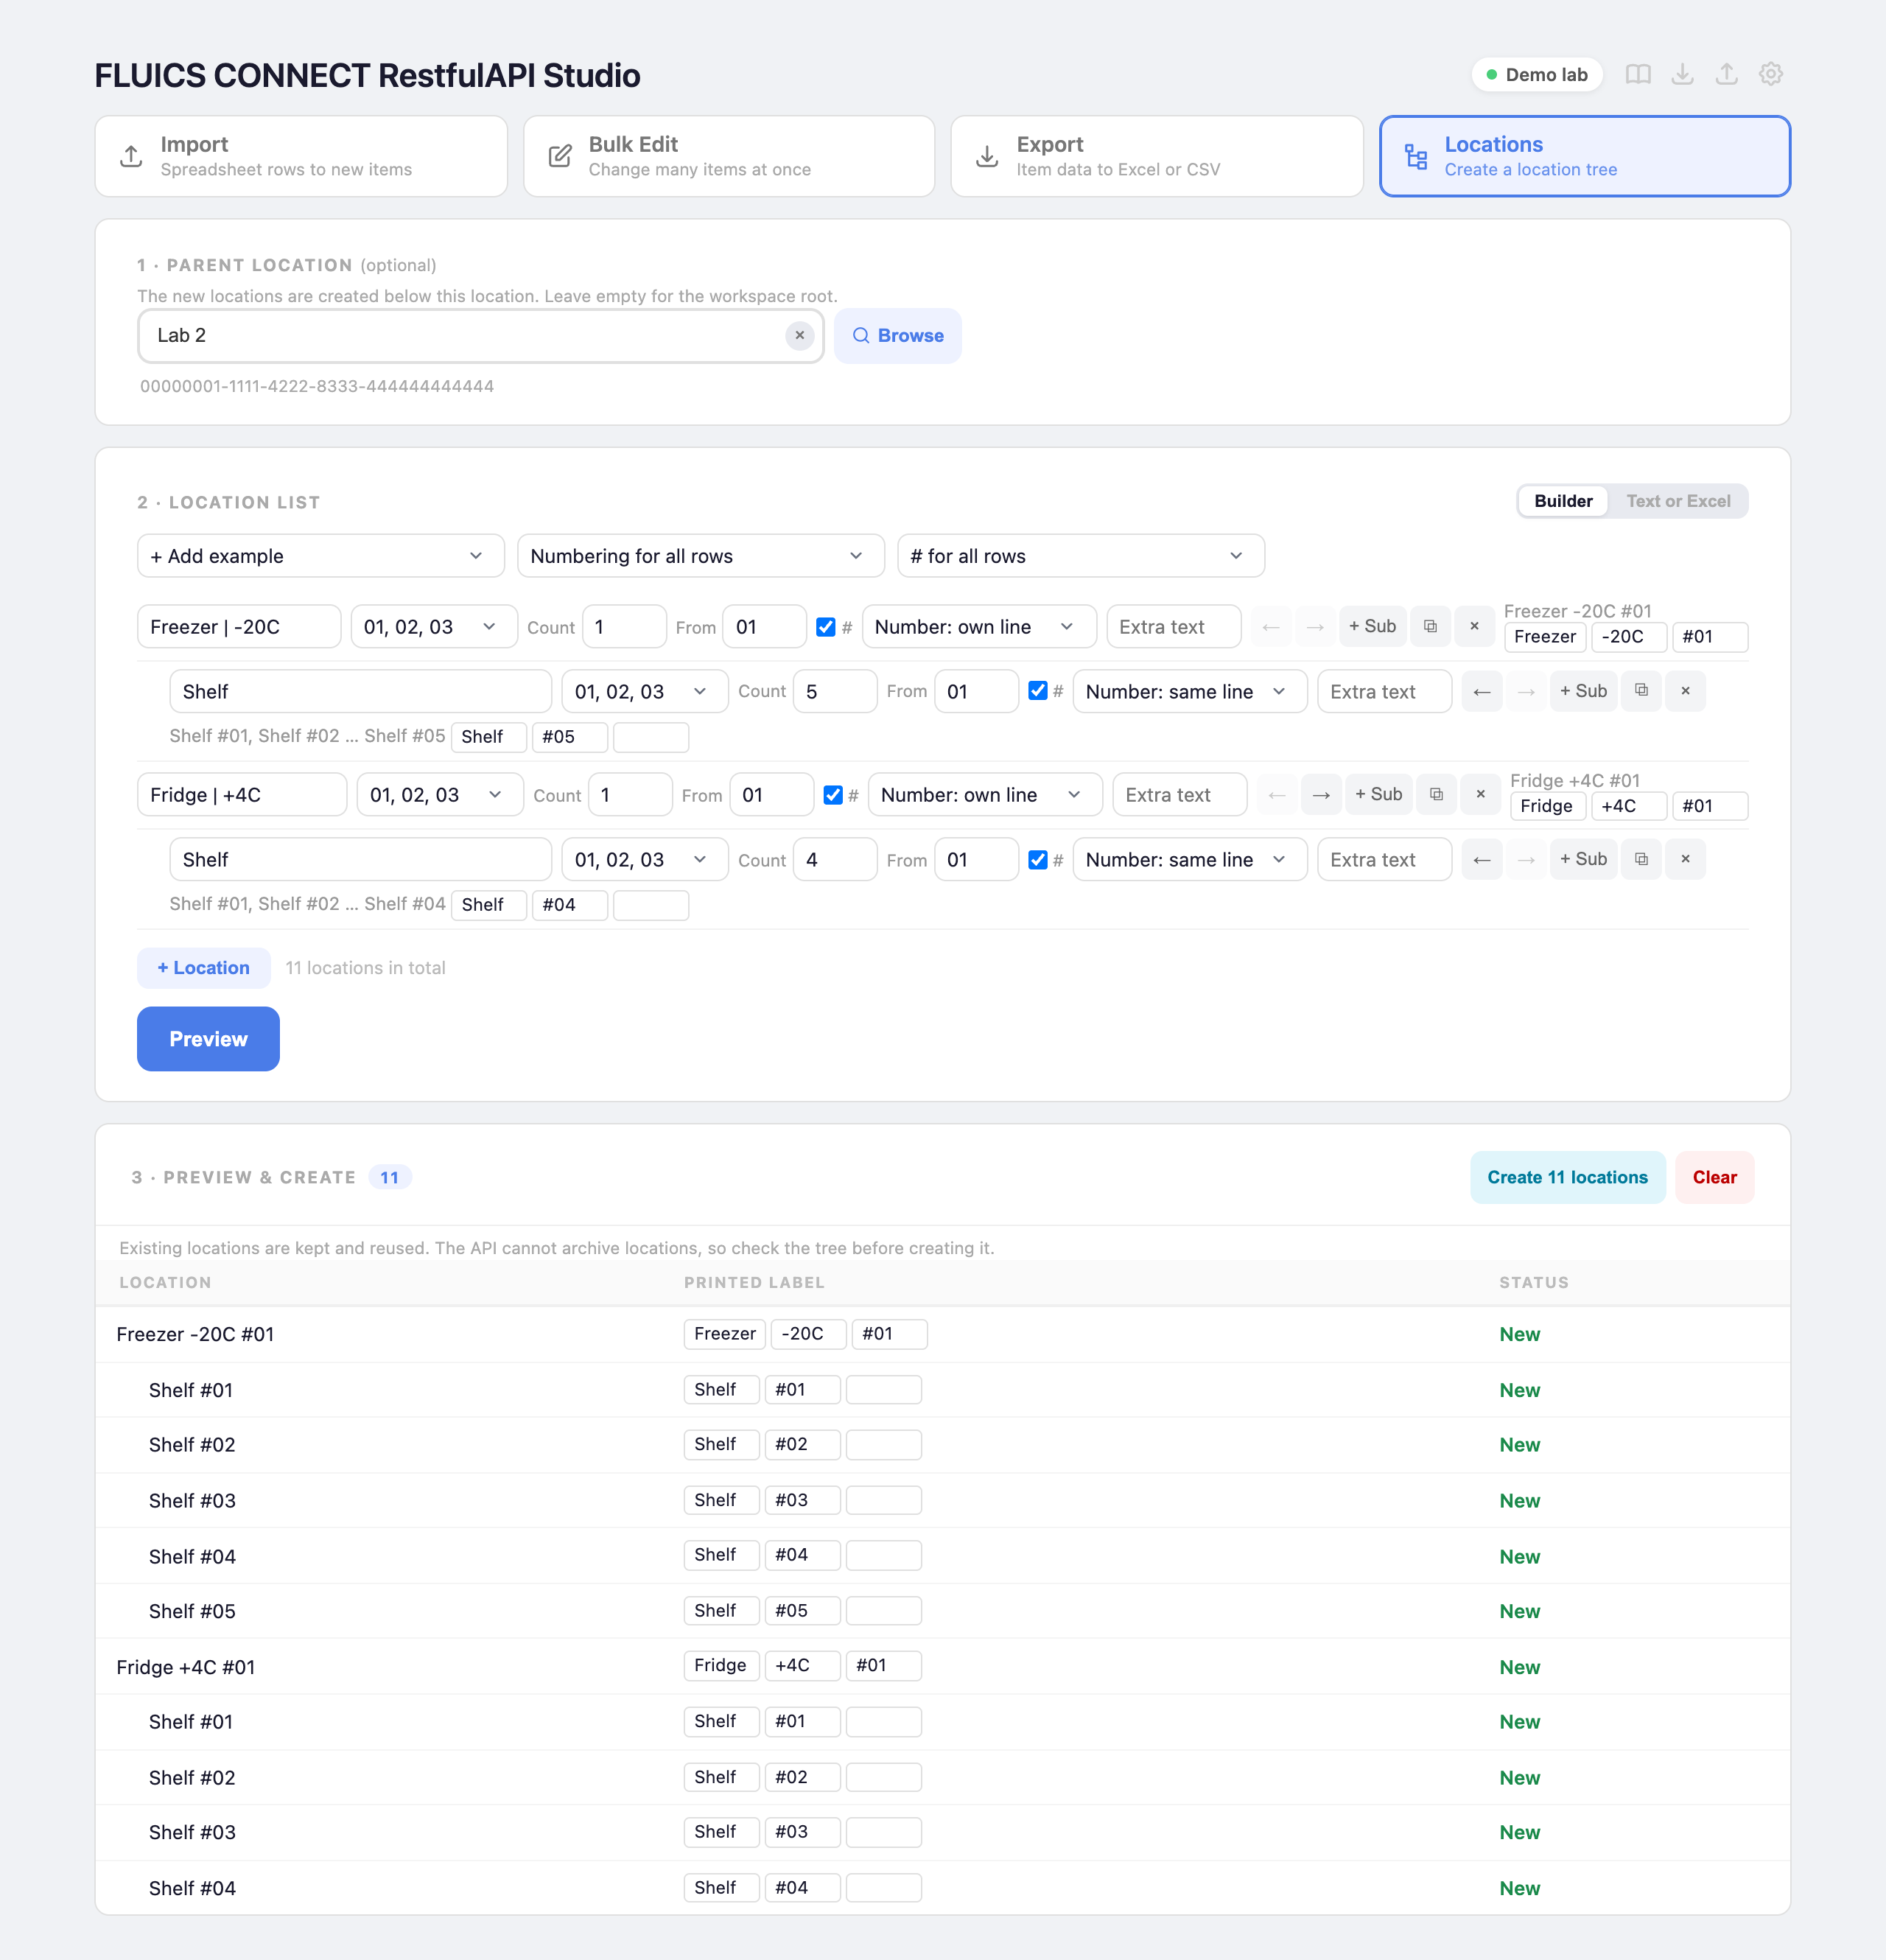 FLUICS CONNECT RestfulAPI Studio
Demo lab
Import
Spreadsheet rows to new items
Bulk Edit
Change many items at once
Export
Item data to Excel or CSV
Locations
Create a location tree
1 · PARENT LOCATION (optional)
The new locations are created below this location. Leave empty for the workspace root.
Lab 2 ×
Browse
00000001-1111-4222-8333-444444444444
2 · LOCATION LIST
Builder Text or Excel
+ Add example
Numbering for all rows
# for all rows
Freezer | -20C 01, 02, 03 Count 1 From 01 # Number: own line Extra text ← → + Sub × Freezer -20C #01
Freezer -20C #01
Shelf 01, 02, 03 Count 5 From 01 # Number: same line Extra text ← → + Sub ×
Shelf #01, Shelf #02 ... Shelf #05 Shelf #05
Fridge | +4C 01, 02, 03 Count 1 From 01 # Number: own line Extra text ← → + Sub × Fridge +4C #01
Fridge +4C #01
Shelf 01, 02, 03 Count 4 From 01 # Number: same line Extra text ← → + Sub ×
Shelf #01, Shelf #02 ... Shelf #04 Shelf #04
+ Location 11 locations in total
Preview
3 · PREVIEW & CREATE 11
Create 11 locations Clear
Existing locations are kept and reused. The API cannot archive locations, so check the tree before creating it.
LOCATION PRINTED LABEL STATUS
Freezer -20C #01 Freezer -20C #01 New
Shelf #01 Shelf #01 New
Shelf #02 Shelf #02 New
Shelf #03 Shelf #03 New
Shelf #04 Shelf #04 New
Shelf #05 Shelf #05 New
Fridge +4C #01 Fridge +4C #01 New
Shelf #01 Shelf #01 New
Shelf #02 Shelf #02 New
Shelf #03 Shelf #03 New
Shelf #04 Shelf #04 New